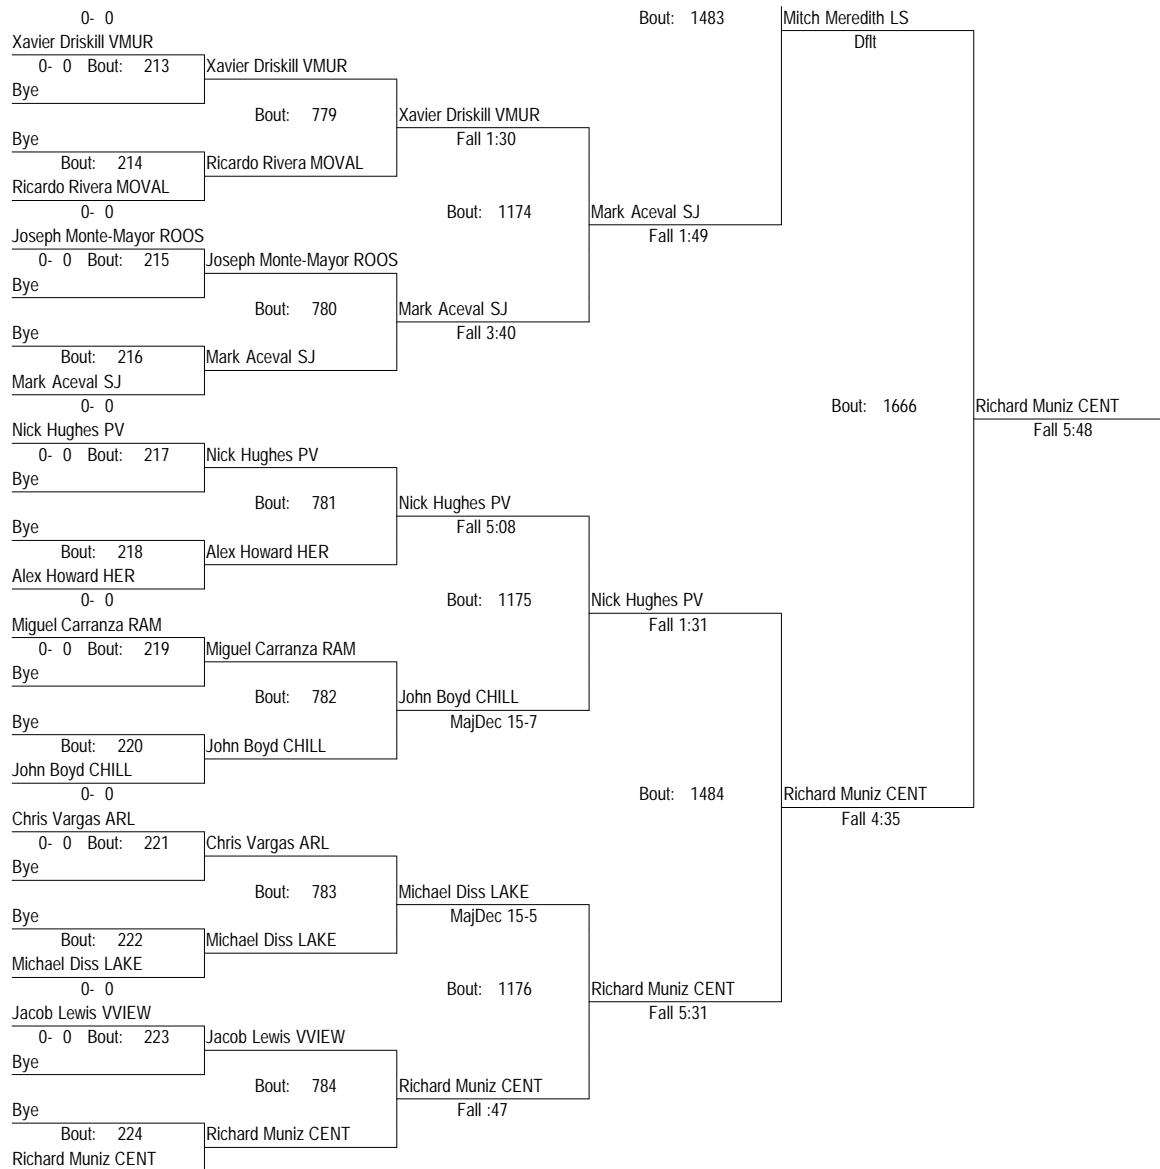 0- 0
Bout: 1483
Mitch Meredith LS
Xavier Driskill VMUR
Dflt
0- 0 Bout: 213
Xavier Driskill VMUR
Bye
Bout: 779
Xavier Driskill VMUR
Bye
Fall 1:30
Bout: 214
Ricardo Rivera MOVAL
Ricardo Rivera MOVAL
0- 0
Bout: 1174
Mark Aceval SJ
Joseph Monte-Mayor ROOS
Fall 1:49
0- 0 Bout: 215
Joseph Monte-Mayor ROOS
Bye
Bout: 780
Mark Aceval SJ
Bye
Fall 3:40
Bout: 216
Mark Aceval SJ
Mark Aceval SJ
0- 0
Bout: 1666
Richard Muniz CENT
Nick Hughes PV
Fall 5:48
0- 0 Bout: 217
Nick Hughes PV
Bye
Bout: 781
Nick Hughes PV
Bye
Fall 5:08
Bout: 218
Alex Howard HER
Alex Howard HER
0- 0
Bout: 1175
Nick Hughes PV
Miguel Carranza RAM
Fall 1:31
0- 0 Bout: 219
Miguel Carranza RAM
Bye
Bout: 782
John Boyd CHILL
Bye
MajDec 15-7
Bout: 220
John Boyd CHILL
John Boyd CHILL
0- 0
Bout: 1484
Richard Muniz CENT
Chris Vargas ARL
Fall 4:35
0- 0 Bout: 221
Chris Vargas ARL
Bye
Bout: 783
Michael Diss LAKE
Bye
MajDec 15-5
Bout: 222
Michael Diss LAKE
Michael Diss LAKE
0- 0
Bout: 1176
Richard Muniz CENT
Jacob Lewis VVIEW
Fall 5:31
0- 0 Bout: 223
Jacob Lewis VVIEW
Bye
Bout: 784
Richard Muniz CENT
Bye
Fall :47
Bout: 224
Richard Muniz CENT
Richard Muniz CENT